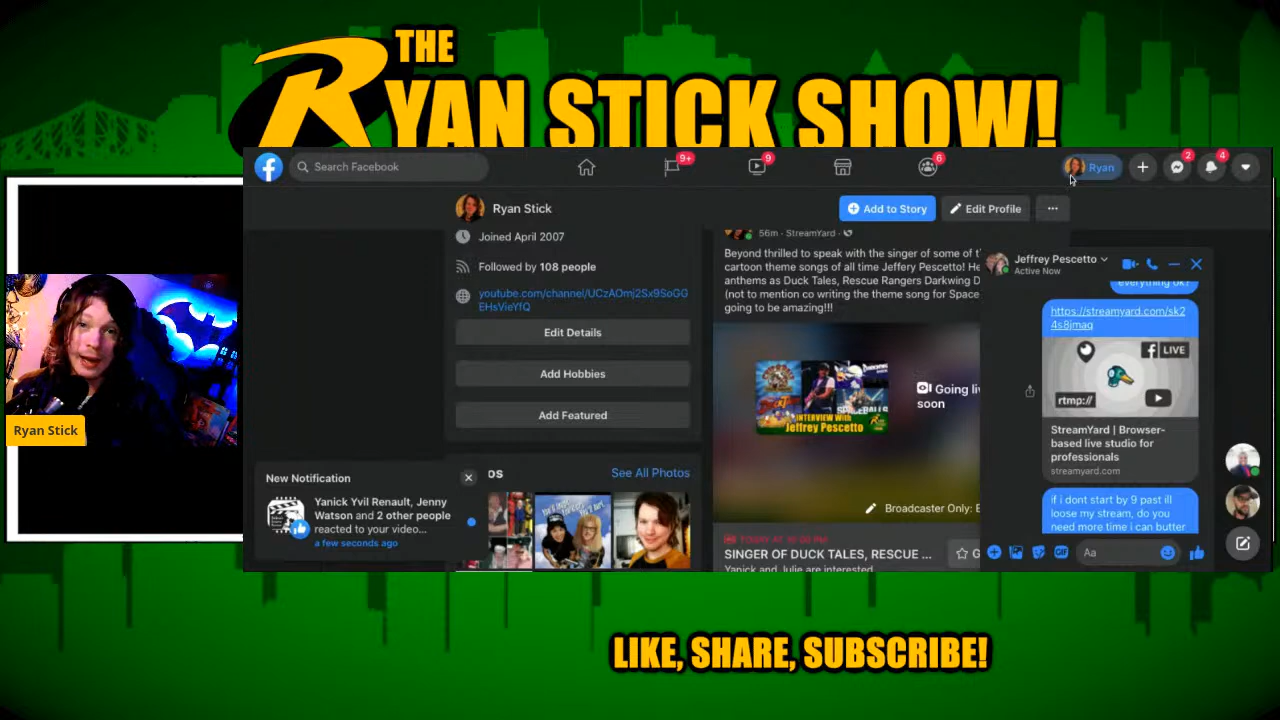 THE
RYAN STICK SHOW!
Search Facebook
9+
9
6
Ryan
2
4
Ryan Stick
Add to Story
Edit Profile
Joined April 2007
Followed by 108 people
youtube.com/channel/UCzAOmj2Sx9SoGG
EHsVieYfQ
Edit Details
Add Hobbies
Add Featured
os
See All Photos
New Notification
Yanick Yvil Renault, Jenny
Watson and 2 other people
reacted to your video...
a few seconds ago
56m · StreamYard ·
Beyond thrilled to speak with the singer of some of t
cartoon theme songs of all time Jeffery Pescetto! He
anthems as Duck Tales, Rescue Rangers Darkwing D
(not to mention co writing the theme song for Space
going to be amazing!!!
SPACEBALLS
INTERVIEW WITH
Jeffrey Pescetto
Going li
soon
Broadcaster Only: E
SINGER OF DUCK TALES, RESCUE ...
Yanick and Julie are interested
Jeffrey Pescetto
Active Now
everything ok?
https://streamyard.com/sk2
4s8jmaq
LIVE
rtmp://
StreamYard | Browser-
based live studio for
professionals
streamyard.com
if i dont start by 9 past ill
loose my stream, do you
need more time i can butter
GIF
Aa
Ryan Stick
LIKE, SHARE, SUBSCRIBE!